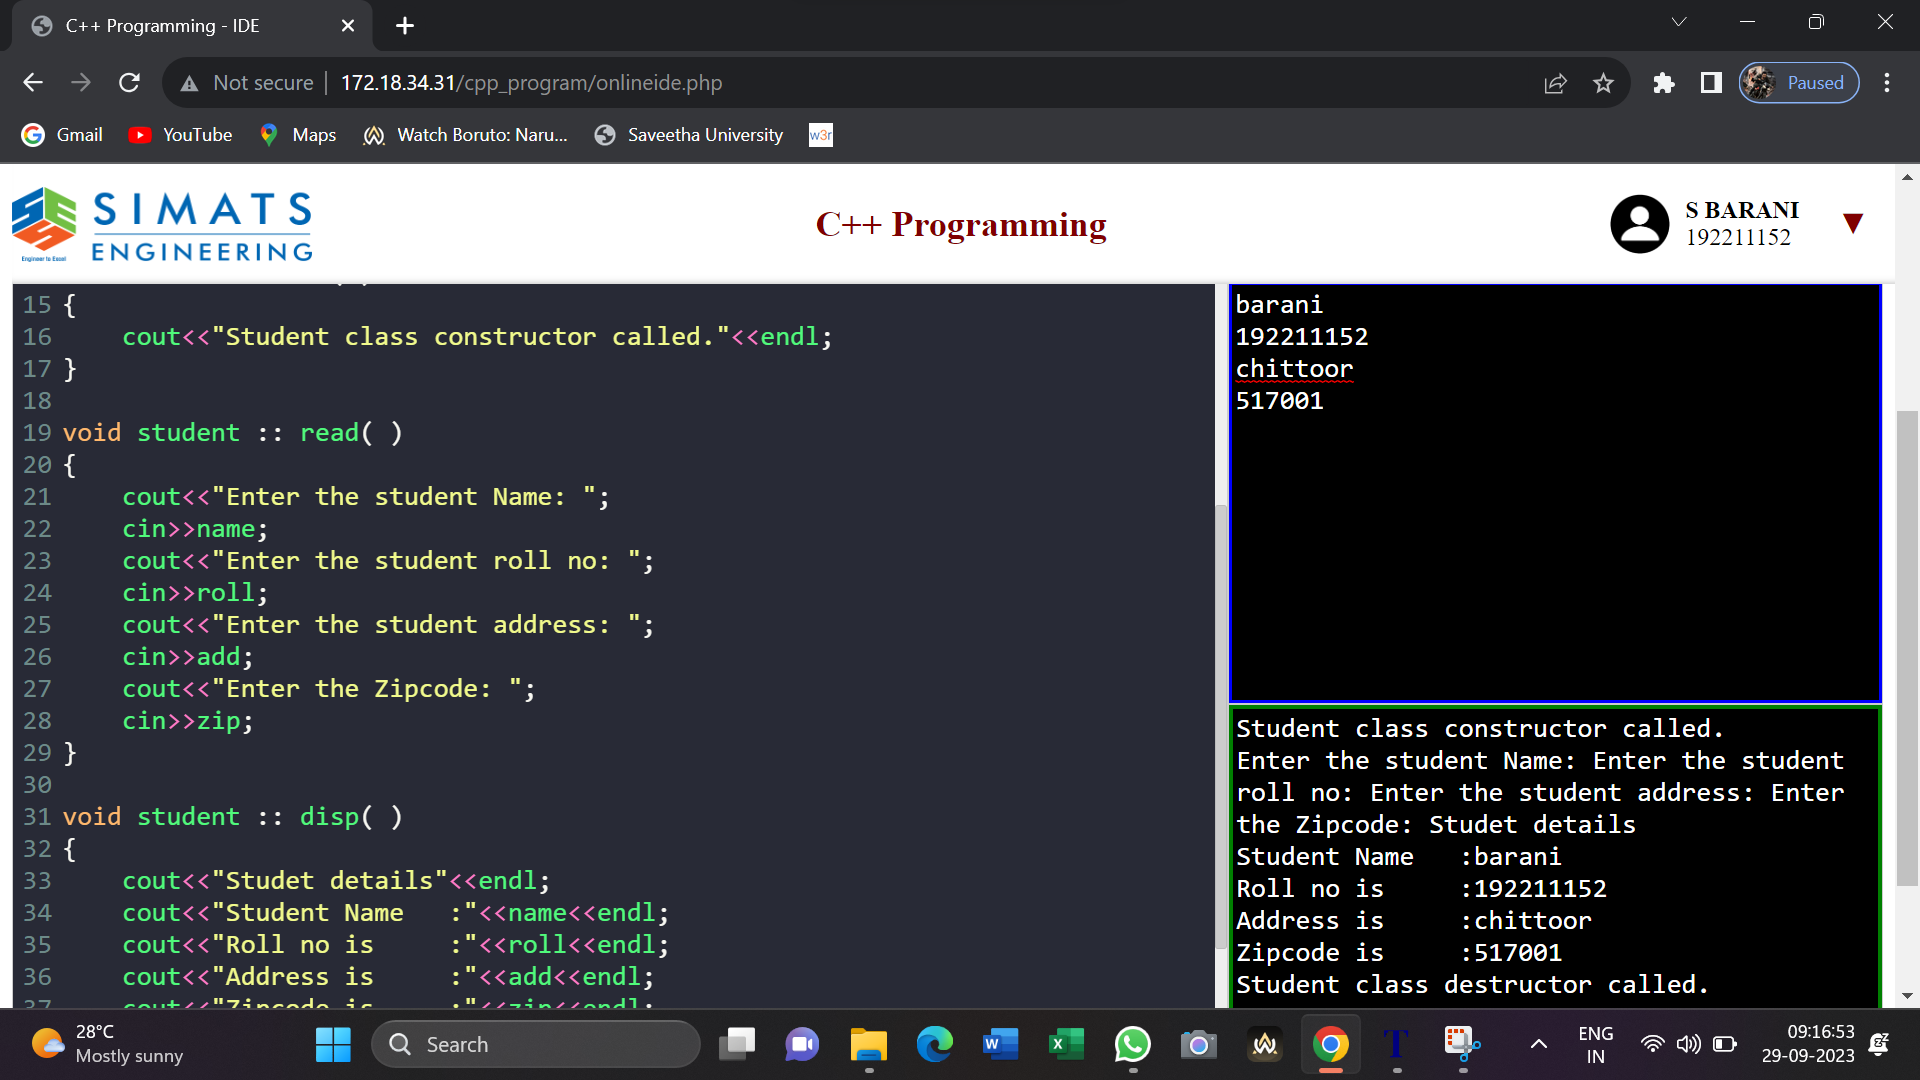 C++ Programming - IDE
Not secure 172.18.34.31/cpp_program/onlineide.php
Paused
Gmail YouTube Maps Watch Boruto: Naru... Saveetha University w3r
SIMATS
ENGINEERING
Engineer to Excel
C++ Programming
S BARANI
192211152
15 {
16 cout<<"Student class constructor called."<<endl;
17 }
18
19 void student :: read( )
20 {
21 cout<<"Enter the student Name: ";
22 cin>>name;
23 cout<<"Enter the student roll no: ";
24 cin>>roll;
25 cout<<"Enter the student address: ";
26 cin>>add;
27 cout<<"Enter the Zipcode: ";
28 cin>>zip;
29 }
30
31 void student :: disp( )
32 {
33 cout<<"Studet details"<<endl;
34 cout<<"Student Name   :"<<name<<endl;
35 cout<<"Roll no is     :"<<roll<<endl;
36 cout<<"Address is     :"<<add<<endl;
37 cout<<"Zipcode is     :"<<zip<<endl;
barani
192211152
chittoor
517001
Student class constructor called.
Enter the student Name: Enter the student
roll no: Enter the student address: Enter
the Zipcode: Studet details
Student Name   :barani
Roll no is     :192211152
Address is     :chittoor
Zipcode is     :517001
Student class destructor called.
28°C
Mostly sunny
Search
ENG
IN
09:16:53
29-09-2023